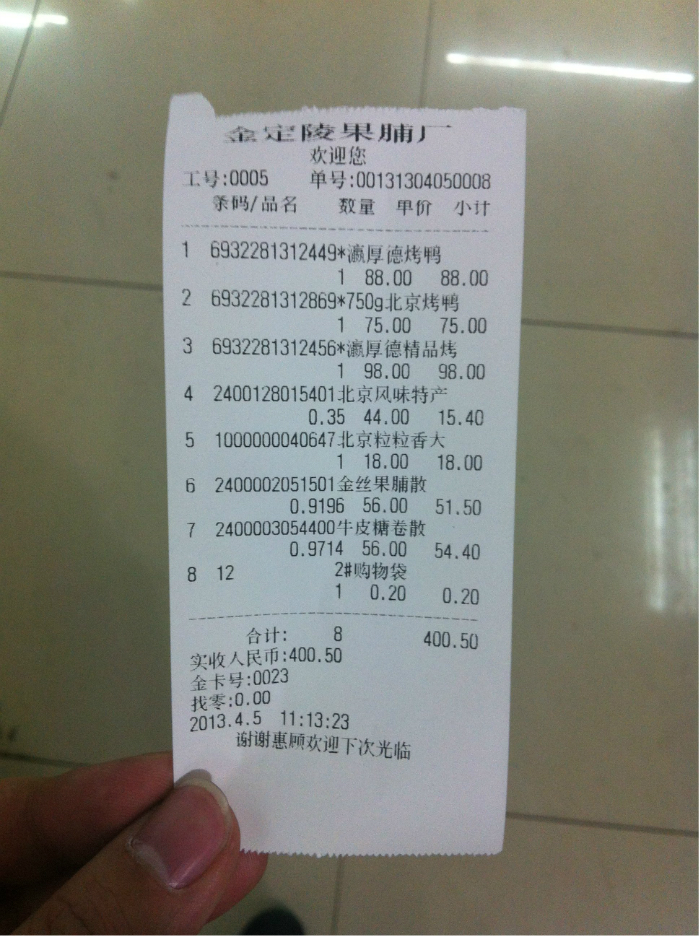 金定陵果脯厂
欢迎您
工号:0005 单号:00131304050008
条码/品名 数量 单价 小计
1 6932281312449*瀛厚德烤鸭
1 88.00 88.00
2 6932281312869*750g北京烤鸭
1 75.00 75.00
3 6932281312456*瀛厚德精品烤
1 98.00 98.00
4 2400128015401北京风味特产
0.35 44.00 15.40
5 1000000040647北京粒粒香大
1 18.00 18.00
6 2400002051501金丝果脯散
0.9196 56.00 51.50
7 2400003054400牛皮糖卷散
0.9714 56.00 54.40
8 12 2#购物袋
1 0.20 0.20
合计: 8 400.50
实收人民币:400.50
金卡号:0023
找零:0.00
2013.4.5 11:13:23
谢谢惠顾欢迎下次光临